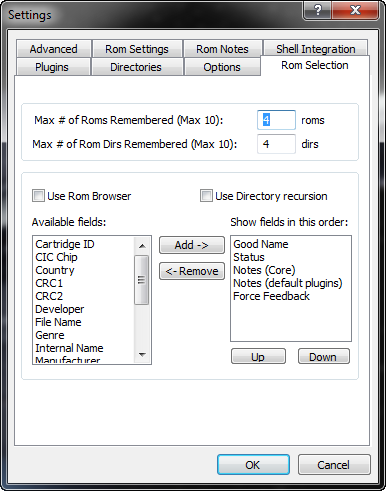 Settings
Advanced Rom Settings Rom Notes Shell Integration
Plugins Directories Options Rom Selection
Max # of Roms Remembered (Max 10): 4 roms
Max # of Rom Dirs Remembered (Max 10): 4 dirs
Use Rom Browser Use Directory recursion
Available fields: Show fields in this order:
Cartridge ID
CIC Chip
Country
CRC1
CRC2
Developer
File Name
Genre
Internal Name
Manufacturer
Add ->
<- Remove
Good Name
Status
Notes (Core)
Notes (default plugins)
Force Feedback
Up Down
OK Cancel